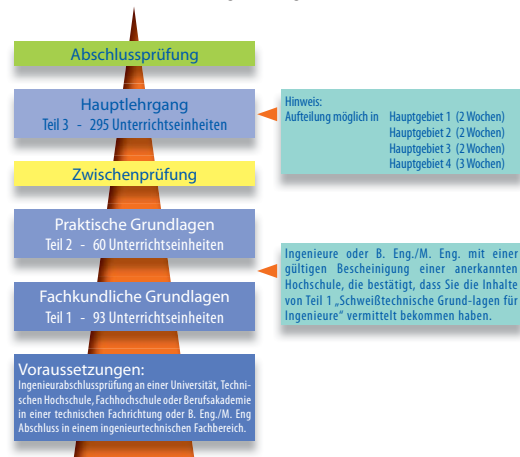 Abschlussprüfung
Hauptlehrgang
Teil 3 - 295 Unterrichtseinheiten
Hinweis:
Aufteilung möglich in Hauptgebiet 1 (2 Wochen)
Hauptgebiet 2 (2 Wochen)
Hauptgebiet 3 (2 Wochen)
Hauptgebiet 4 (3 Wochen)
Zwischenprüfung
Praktische Grundlagen
Teil 2 - 60 Unterrichtseinheiten
Ingenieure oder B. Eng./M. Eng. mit einer
gültigen Bescheinigung einer anerkannten
Hochschule, die bestätigt, dass Sie die Inhalte
von Teil 1 „Schweißtechnische Grund-lagen für
Ingenieure“ vermittelt bekommen haben.
Fachkundliche Grundlagen
Teil 1 - 93 Unterrichtseinheiten
Voraussetzungen:
Ingenieurabschlussprüfung an einer Universität, Techni-
schen Hochschule, Fachhochschule oder Berufsakademie
in einer technischen Fachrichtung oder B. Eng./M. Eng
Abschluss in einem ingenieurtechnischen Fachbereich.